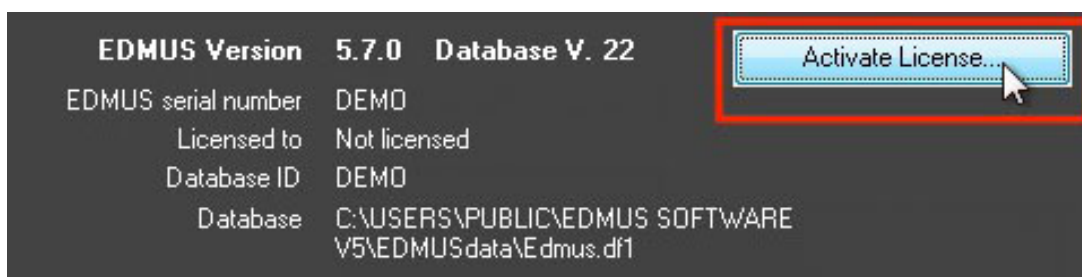 EDMUS Version 5.7.0 Database V. 22 Activate License...
EDMUS serial number DEMO
Licensed to Not licensed
Database ID DEMO
Database C:\USERS\PUBLIC\EDMUS SOFTWARE
V5\EDMUSdata\Edmus.df1